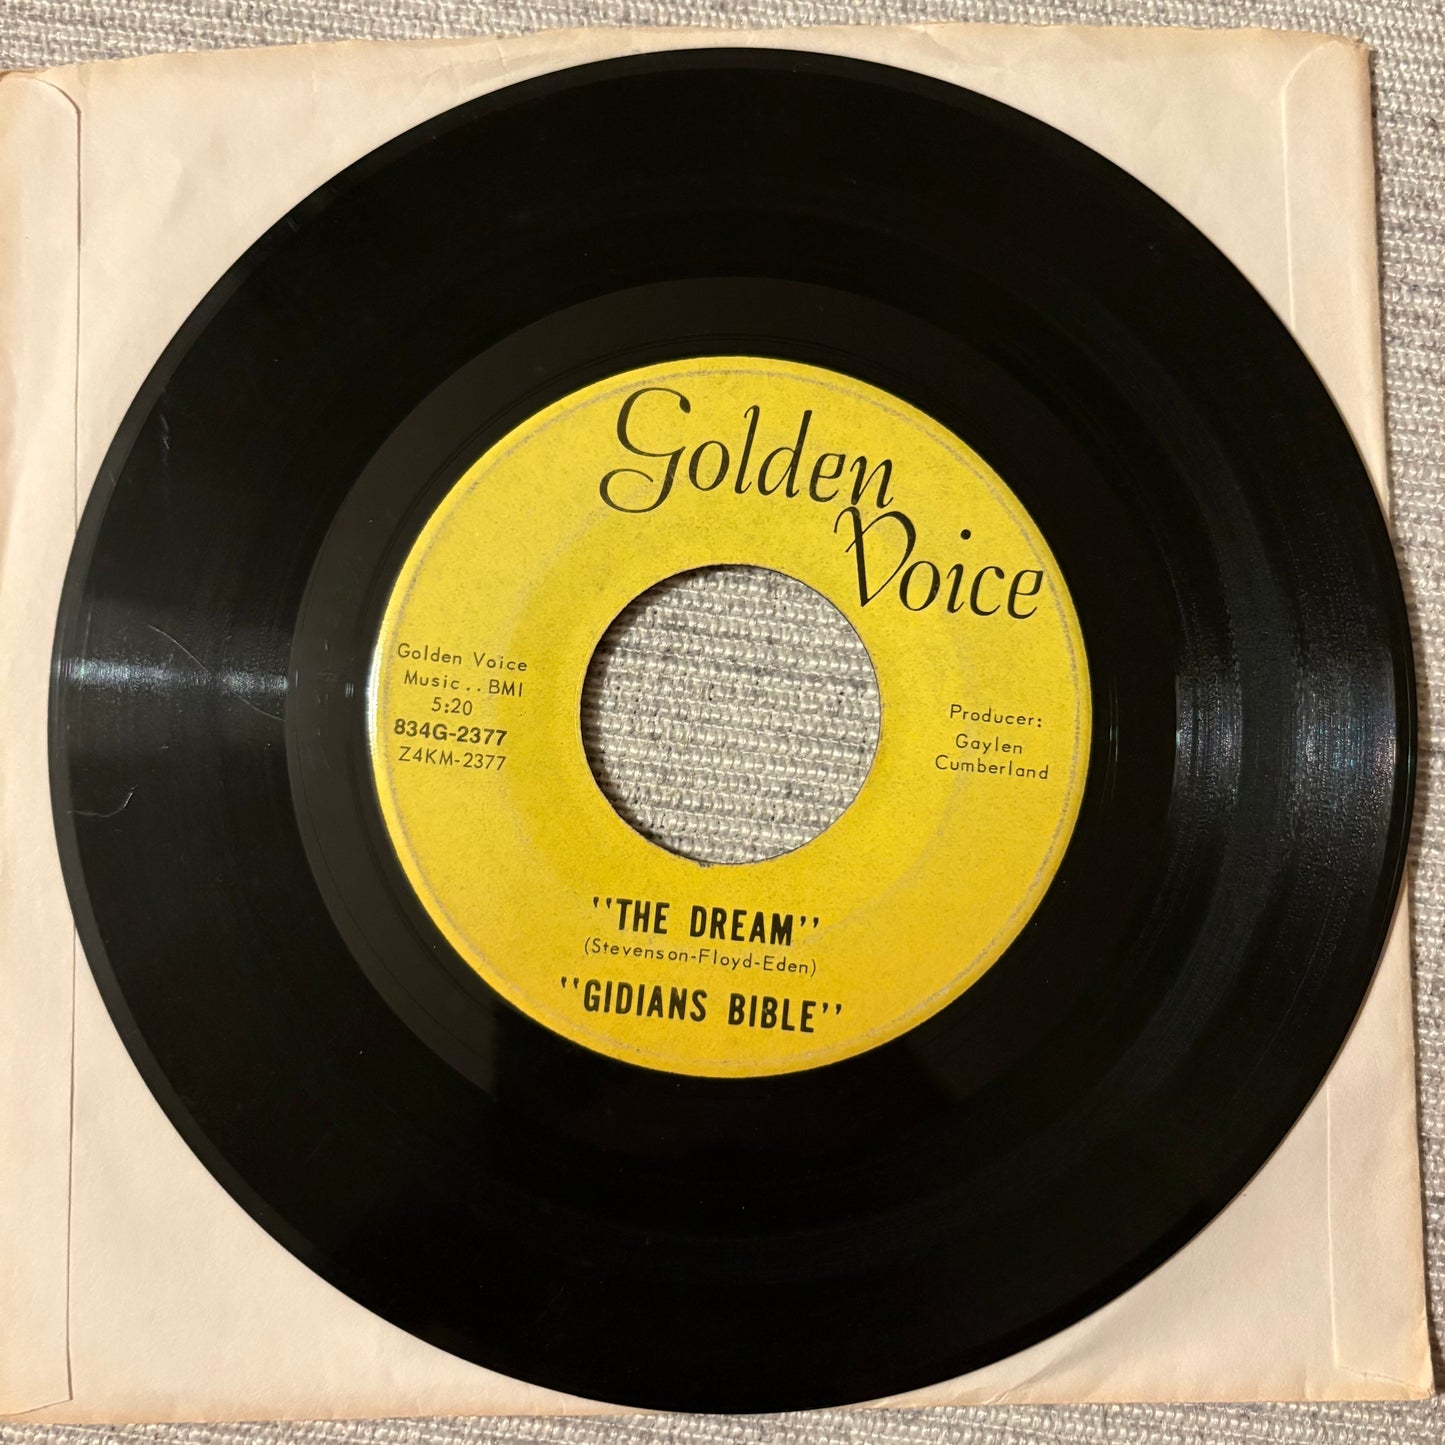 Golden
Voice
Golden Voice
Music.. BMI
5:20
834G-2377
Z4KM-2377
Producer:
Gaylen
Cumberland
"THE DREAM"
(Stevenson-Floyd-Eden)
"GIDIANS BIBLE"